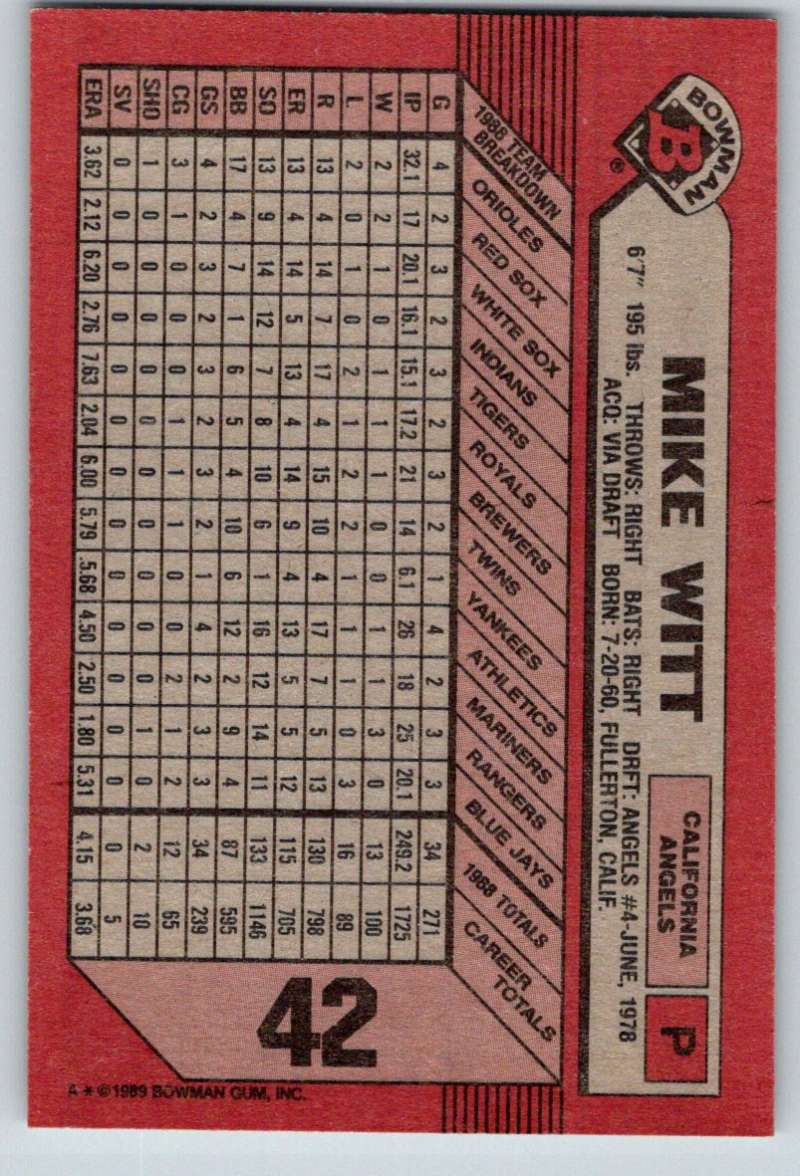 BOWMAN
B
®
MIKE WITT
CALIFORNIA
ANGELS
P
6'7" 195 lbs. THROWS: RIGHT BATS: RIGHT DRFT: ANGELS #4-JUNE, 1978
ACQ: VIA DRAFT BORN: 7-20-60, FULLERTON, CALIF.
1988 TEAM
BREAKDOWN
ORIOLES
RED SOX
WHITE SOX
INDIANS
TIGERS
ROYALS
BREWERS
TWINS
YANKEES
ATHLETICS
MARINERS
RANGERS
BLUE JAYS
1988 TOTALS
CAREER
TOTALS
G 4 2 3 2 3 2 3 2 1 4 2 3 3 34 271
IP 32.1 17 20.1 16.1 15.1 17.2 21 14 6.1 26 18 25 20.1 249.2 1725
W 2 2 1 0 1 1 1 0 0 1 1 3 0 13 100
L 2 0 1 0 2 1 2 2 1 1 1 0 3 16 89
R 13 4 14 7 17 4 15 10 4 17 7 5 13 130 798
ER 13 4 14 5 13 4 14 9 4 13 5 5 12 115 705
SO 13 9 14 12 7 8 10 6 1 16 12 14 11 133 1146
BB 17 4 7 1 6 5 4 10 6 12 2 9 4 87 595
GS 4 2 3 2 3 2 3 2 1 4 2 3 3 34 239
CG 3 1 0 0 0 1 1 1 0 0 2 1 2 12 65
SHO 1 0 0 0 0 0 0 0 0 0 0 1 0 2 10
SV 0 0 0 0 0 0 0 0 0 0 0 0 0 0 5
ERA 3.62 2.12 6.20 2.76 7.63 2.04 6.00 5.79 5.68 4.50 2.50 1.80 5.31 4.15 3.68
42
A * © 1989 BOWMAN GUM, INC.